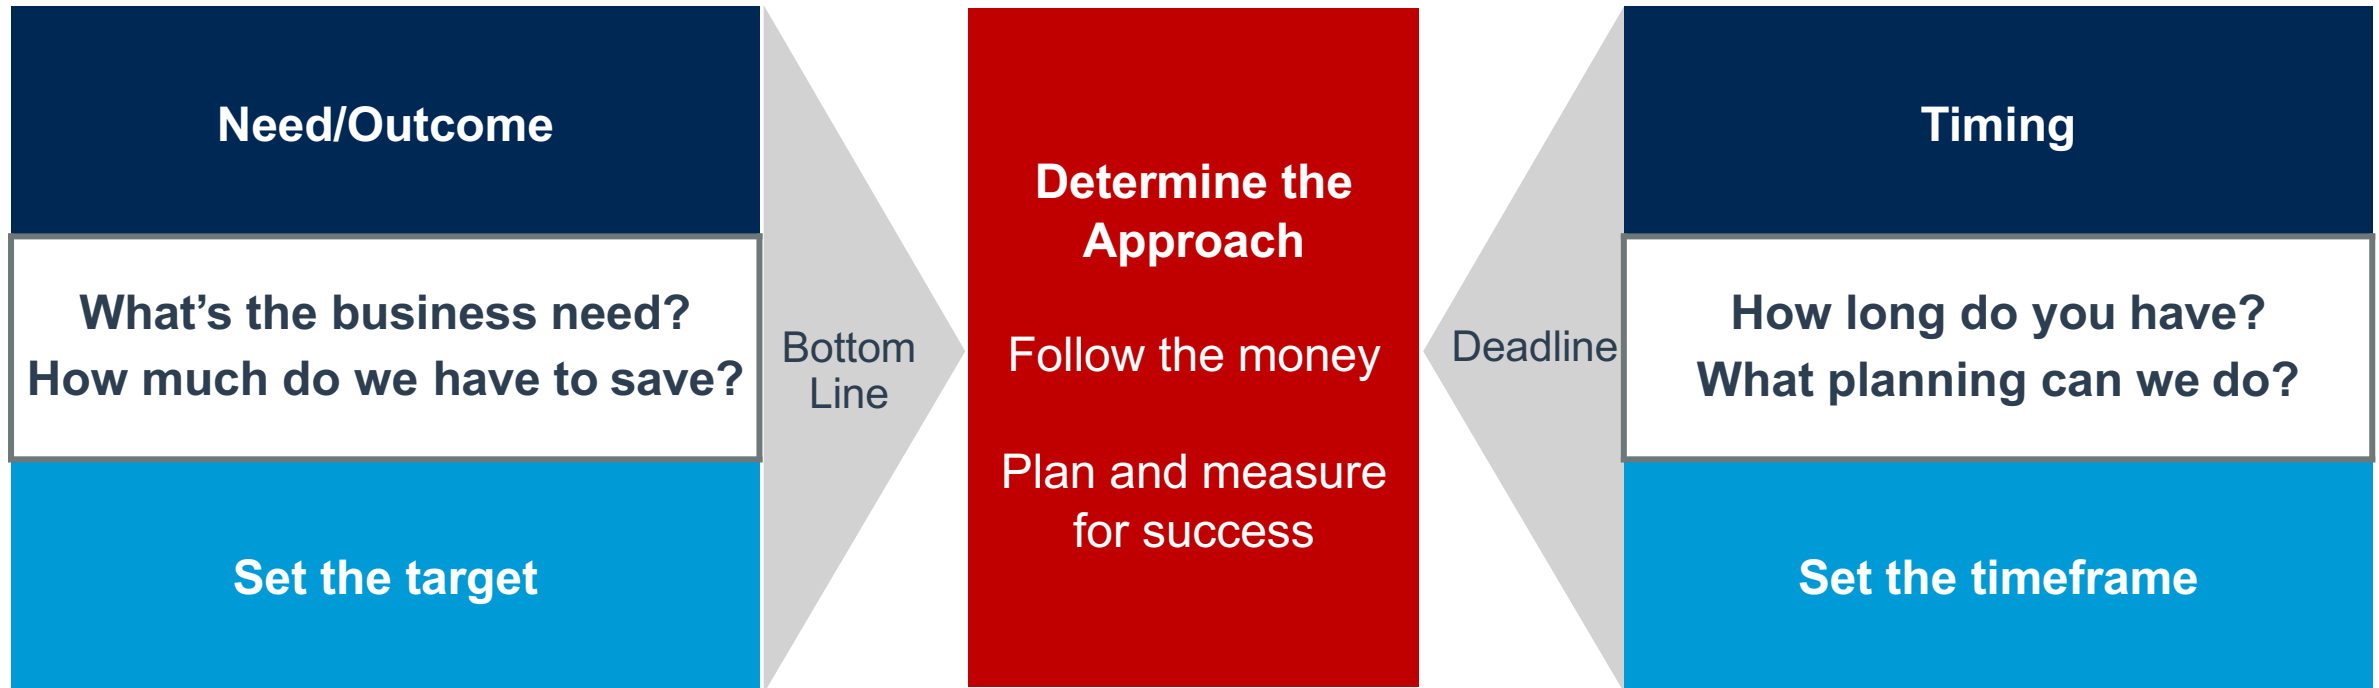 Need/Outcome
What’s the business need?
How much do we have to save?
Set the target
Bottom
Line
Determine the
Approach
Follow the money
Plan and measure
for success
Deadline
Timing
How long do you have?
What planning can we do?
Set the timeframe